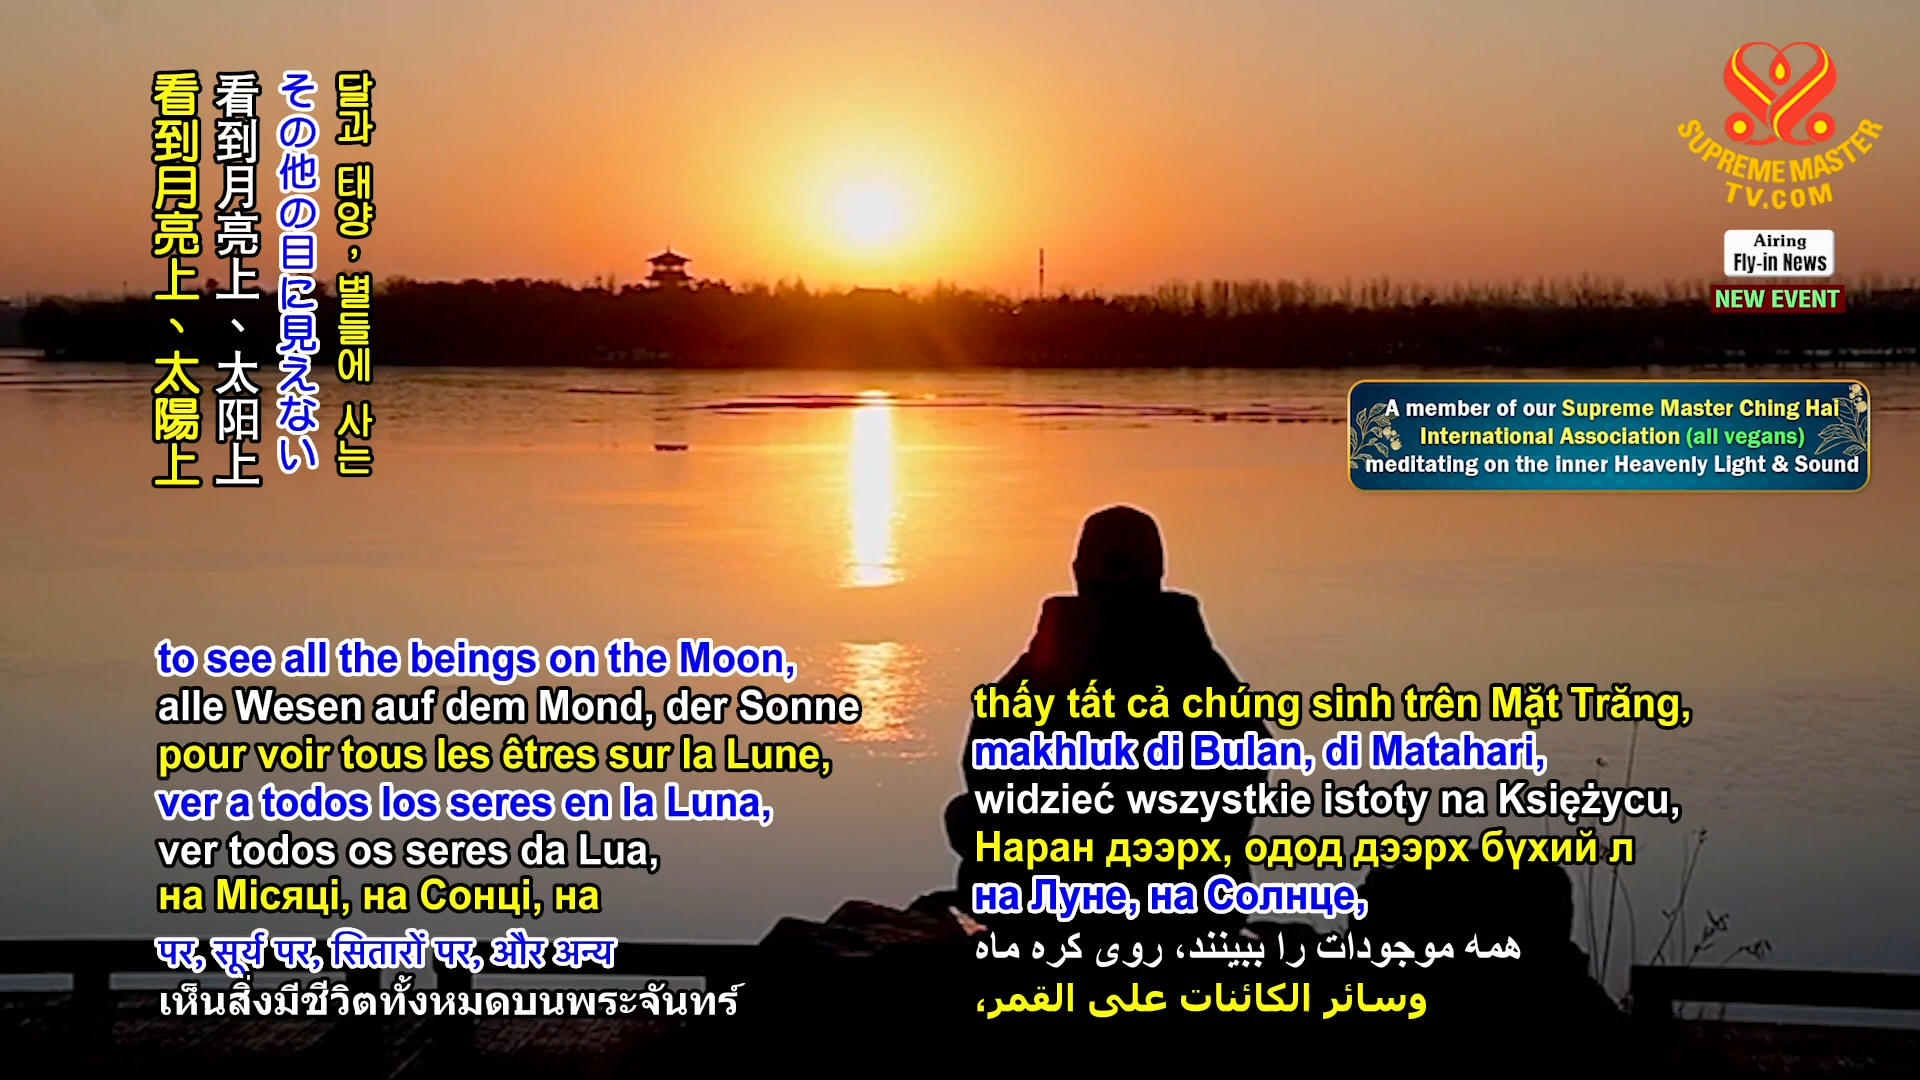 看到月亮上、太陽上
看到月亮上、太阳上
その他の目に見えない
달과 태양, 별들에 사는
SUPREME MASTER
TV.COM
Airing
Fly-in News
NEW EVENT
A member of our Supreme Master Ching Hai
International Association (all vegans)
meditating on the inner Heavenly Light & Sound
to see all the beings on the Moon,
alle Wesen auf dem Mond, der Sonne
pour voir tous les êtres sur la Lune,
ver a todos los seres en la Luna,
ver todos os seres da Lua,
на Місяці, на Сонці, на
पर, सूर्य पर, सितारों पर, और अन्य
เห็นสิ่งมีชีวิตทั้งหมดบนพระจันทร์
thấy tất cả chúng sinh trên Mặt Trăng,
makhluk di Bulan, di Matahari,
widzieć wszystkie istoty na Księżycu,
Наран дээрх, одод дээрх бүхий л
на Луне, на Солнце,
همه موجودات را ببینند، روی کره ماه
وسائر الكائنات على القمر،